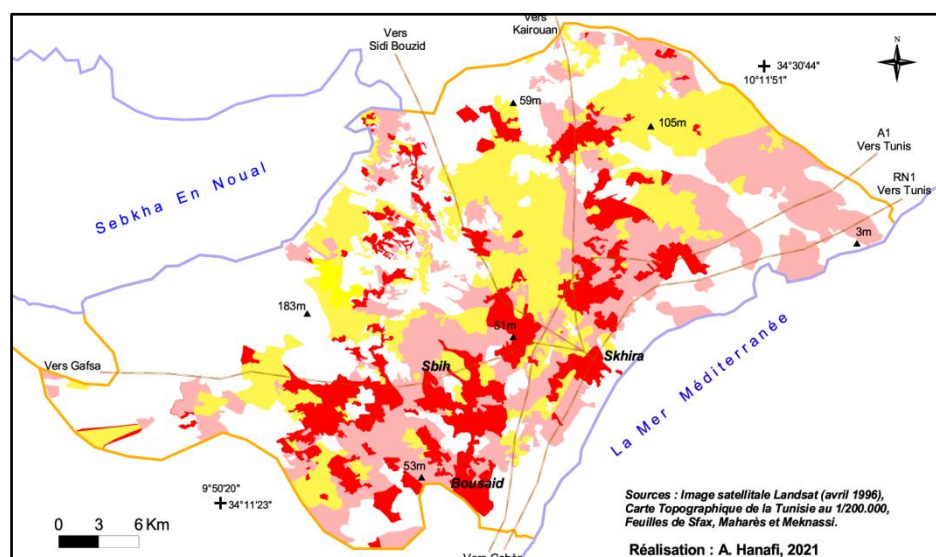 Vers
Sidi Bouzid
Vers
Kairouan
N
34°30'44"
10°11'51"
59m
105m
A1
Vers Tunis
RN1
Vers Tunis
Sebkha En Noual
3m
183m
51m
Skhira
La Mer Méditerranée
Vers Gafsa
Sbih
53m
Bousaid
9°50'20"
34°11'23"
0 3 6 Km
Sources : Image satellitale Landsat (avril 1996),
Carte Topographique de la Tunisie au 1/200.000,
Feuilles de Sfax, Maharès et Meknassi.
Réalisation : A. Hanafi, 2021
Vers Gabès